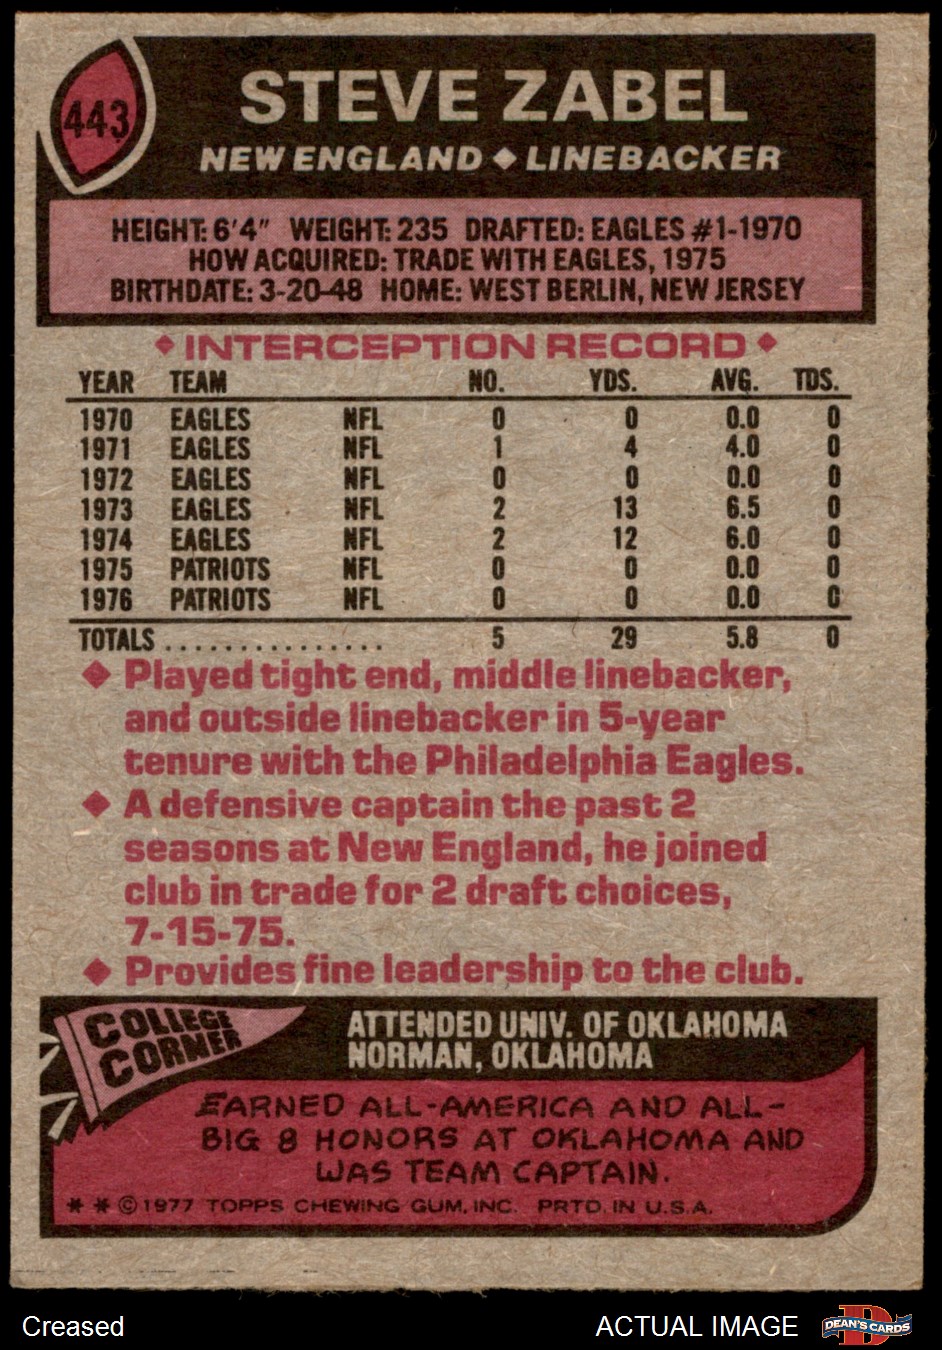 443
STEVE ZABEL
NEW ENGLAND ◆ LINEBACKER
HEIGHT: 6'4" WEIGHT: 235 DRAFTED: EAGLES #1-1970
HOW ACQUIRED: TRADE WITH EAGLES, 1975
BIRTHDATE: 3-20-48 HOME: WEST BERLIN, NEW JERSEY
◆ INTERCEPTION RECORD ◆
YEAR TEAM NO. YDS. AVG. TDS.
1970 EAGLES NFL 0 0 0.0 0
1971 EAGLES NFL 1 4 4.0 0
1972 EAGLES NFL 0 0 0.0 0
1973 EAGLES NFL 2 13 6.5 0
1974 EAGLES NFL 2 12 6.0 0
1975 PATRIOTS NFL 0 0 0.0 0
1976 PATRIOTS NFL 0 0 0.0 0
TOTALS ............... 5 29 5.8 0
◆ Played tight end, middle linebacker,
and outside linebacker in 5-year
tenure with the Philadelphia Eagles.
◆ A defensive captain the past 2
seasons at New England, he joined
club in trade for 2 draft choices,
7-15-75.
◆ Provides fine leadership to the club.
COLLEGE
CORNER
ATTENDED UNIV. OF OKLAHOMA
NORMAN, OKLAHOMA
EARNED ALL-AMERICA AND ALL-
BIG 8 HONORS AT OKLAHOMA AND
WAS TEAM CAPTAIN.
* * © 1977 TOPPS CHEWING GUM, INC. PRTD. IN U.S.A.
Creased
ACTUAL IMAGE
DEAN'S CARDS